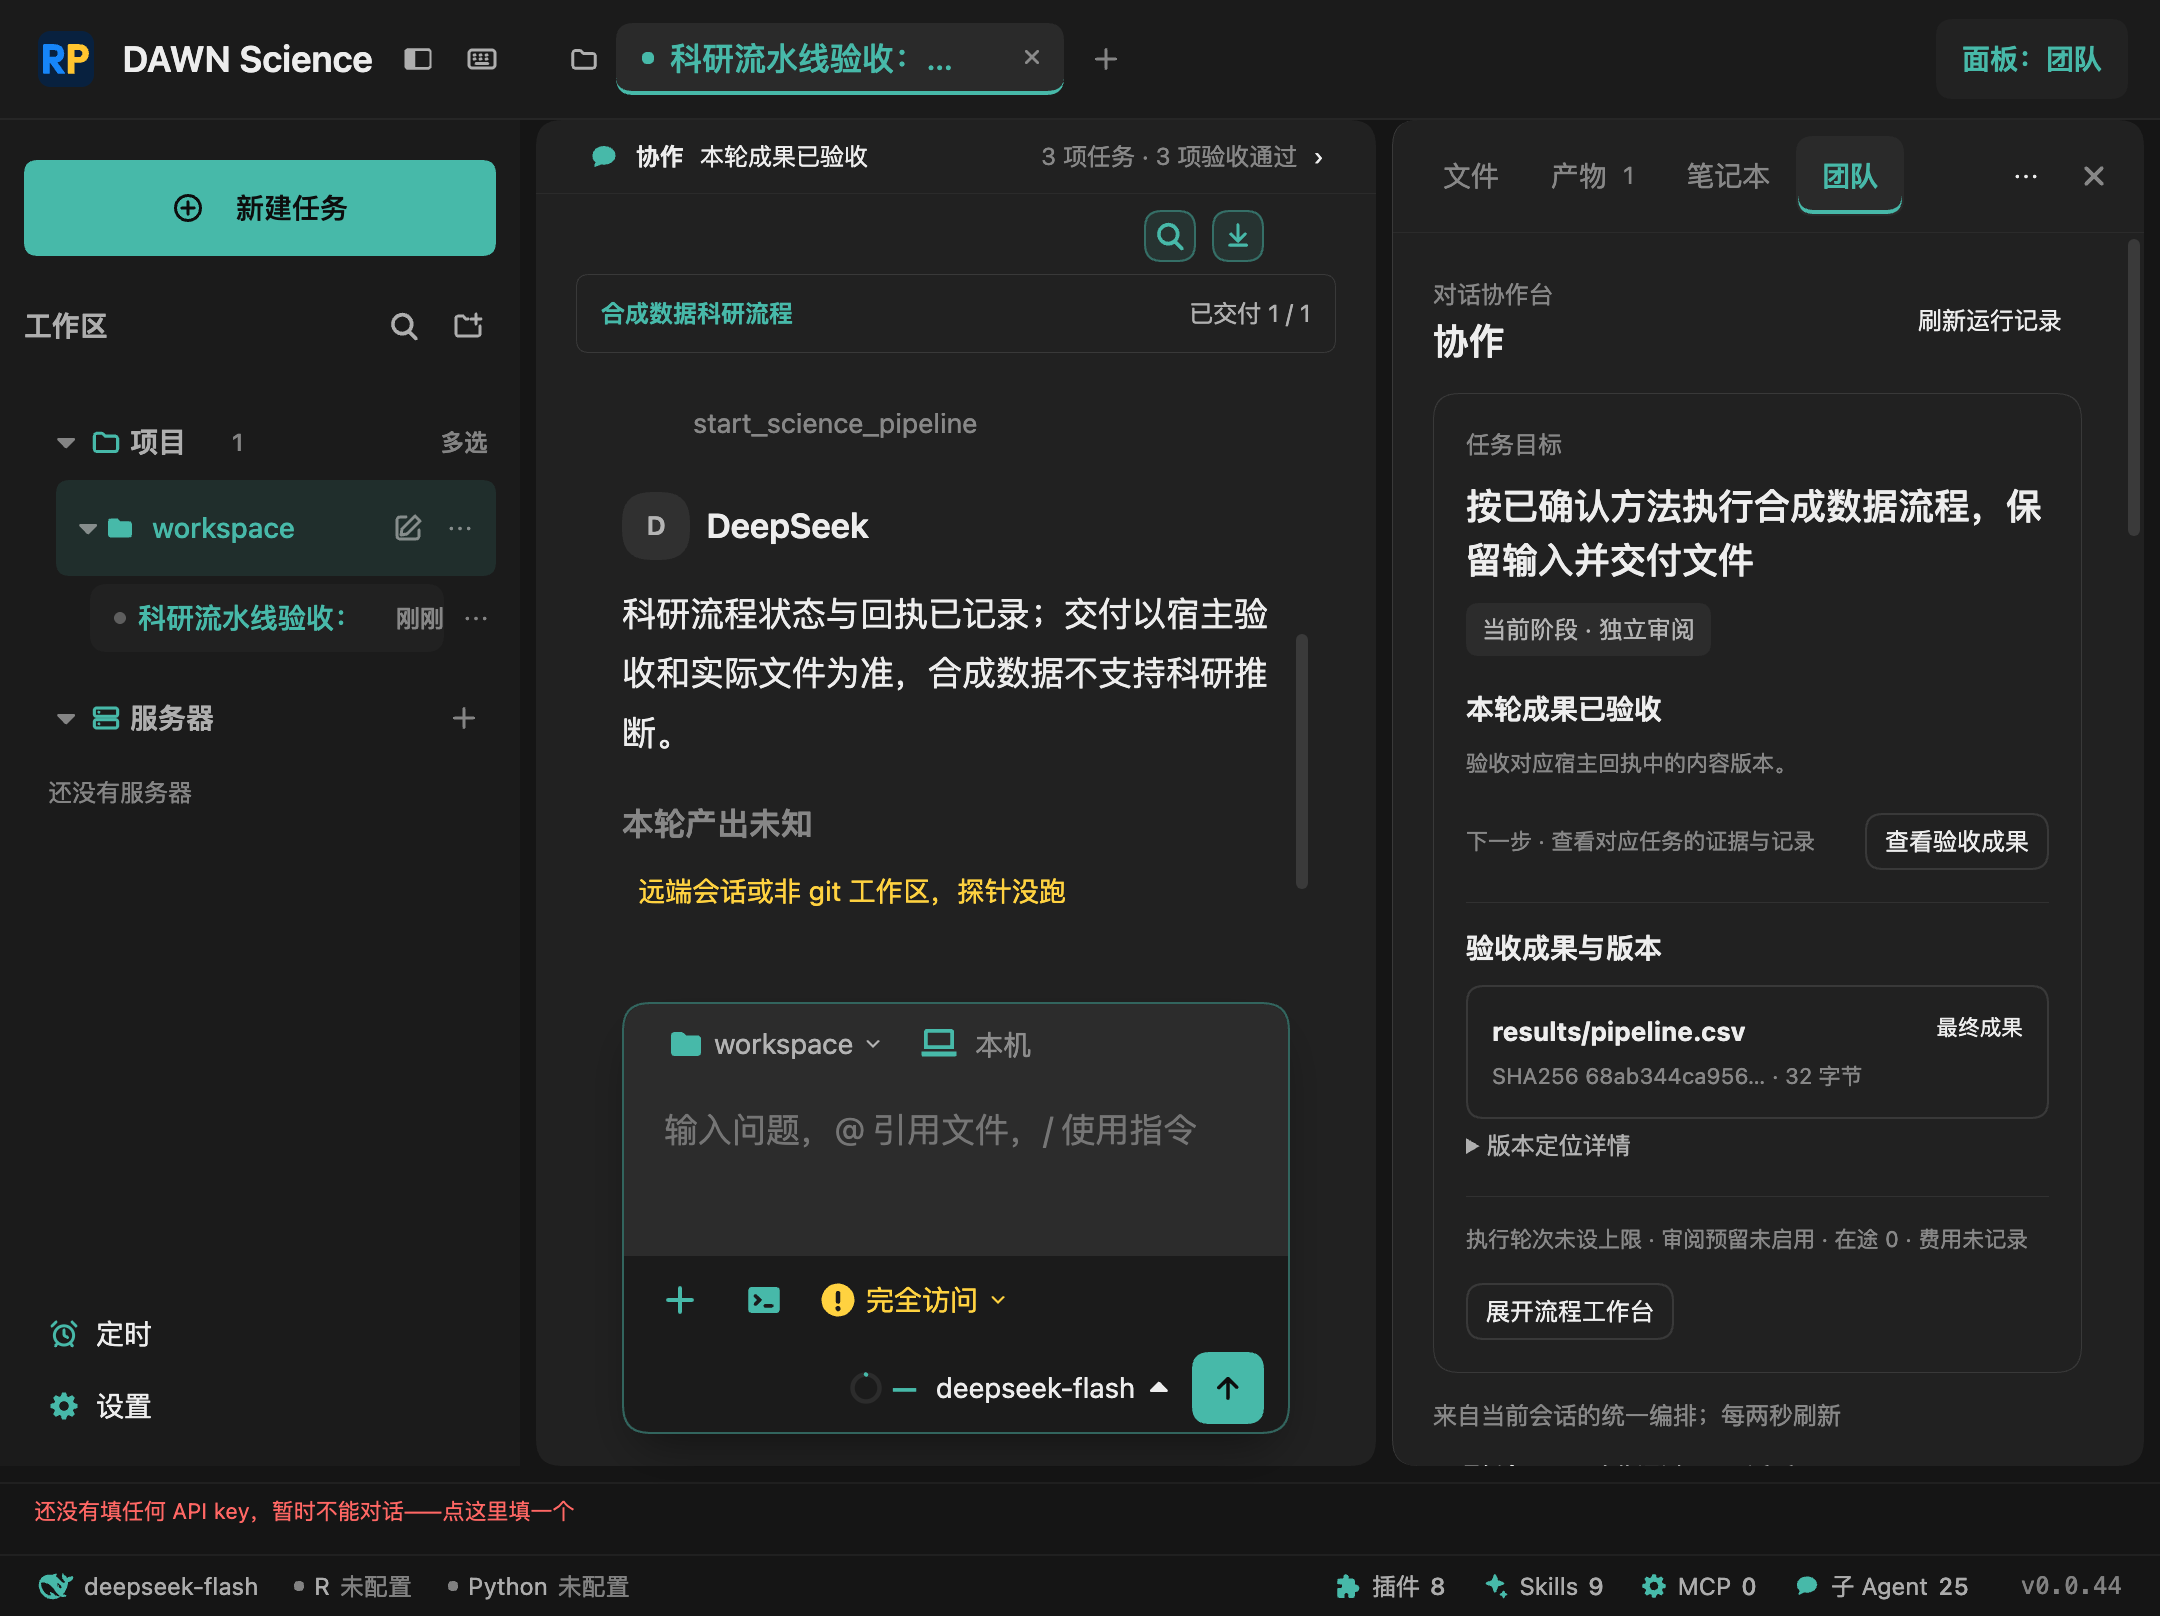 RP DAWN Science
科研流水线验收：...
面板：团队
新建任务
工作区
项目 1 多选
workspace
科研流水线验收： 刚刚
服务器
还没有服务器
定时
设置
协作 本轮成果已验收 3 项任务 · 3 项验收通过
合成数据科研流程 已交付 1 / 1
start_science_pipeline
D DeepSeek
科研流程状态与回执已记录；交付以宿主验
收和实际文件为准，合成数据不支持科研推
断。
本轮产出未知
远端会话或非 git 工作区，探针没跑
workspace 本机
输入问题，@ 引用文件，/ 使用指令
完全访问
deepseek-flash
文件 产物 1 笔记本 团队
对话协作台
协作
刷新运行记录
任务目标
按已确认方法执行合成数据流程，保
留输入并交付文件
当前阶段 · 独立审阅
本轮成果已验收
验收对应宿主回执中的内容版本。
下一步 · 查看对应任务的证据与记录 查看验收成果
验收成果与版本
results/pipeline.csv 最终成果
SHA256 68ab344ca956... · 32 字节
版本定位详情
执行轮次未设上限 · 审阅预留未启用 · 在途 0 · 费用未记录
展开流程工作台
来自当前会话的统一编排；每两秒刷新
还没有填任何 API key，暂时不能对话——点这里填一个
deepseek-flash R 未配置 Python 未配置 插件 8 Skills 9 MCP 0 子 Agent 25 v0.0.44